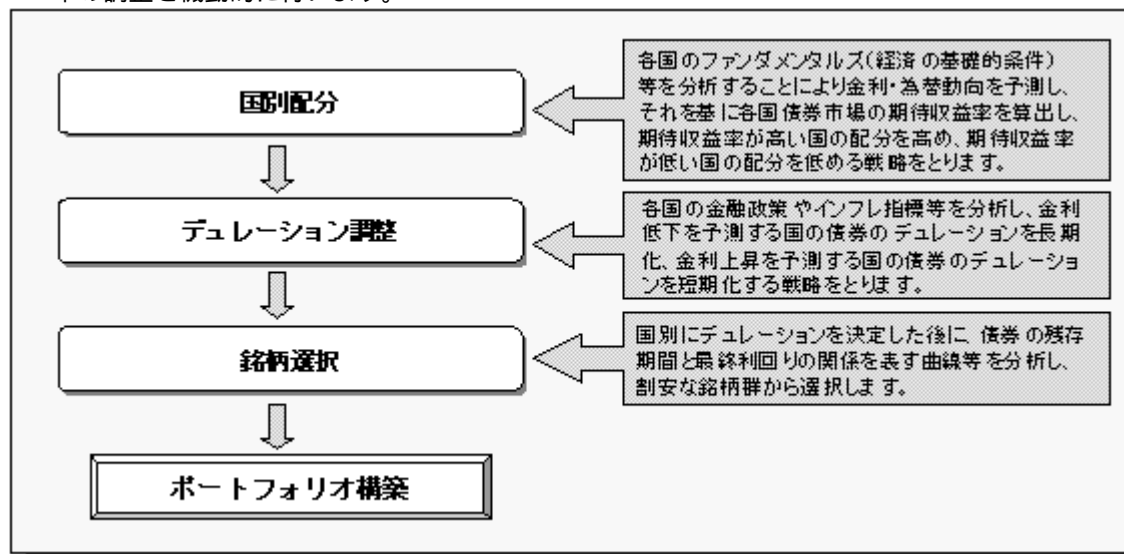 国別配分
各国のファンダメンタルズ(経済の基礎的条件)
等を分析することにより金利・為替動向を予測し、
それを基に各国債券市場の期待収益率を算出し、
期待収益率が高い国の配分を高め、期待収益率
が低い国の配分を低める戦略をとります。
デュレーション調整
各国の金融政策やインフレ指標等を分析し、金利
低下を予測する国の債券のデュレーションを長期
化、金利上昇を予測する国の債券のデュレーショ
ンを短期化する戦略をとります。
銘柄選択
国別にデュレーションを決定した後に、債券の残存
期間と最終利回りの関係を表す曲線等を分析し、
割安な銘柄群から選択します。
ポートフォリオ構築